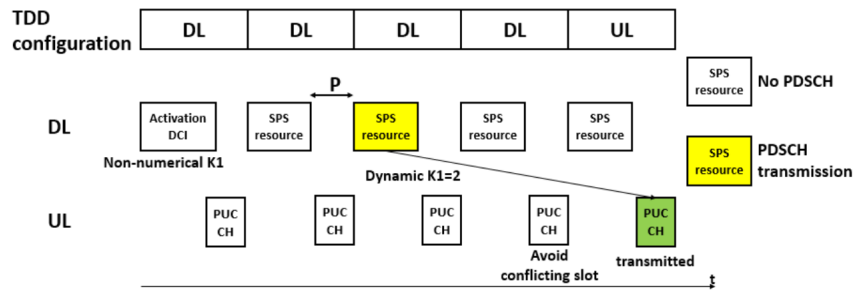 TDD
configuration
DL DL DL DL UL
P
SPS
resource
No PDSCH
DL
Activation
DCI
SPS
resource
SPS
resource
SPS
resource
SPS
resource
Non-numerical K1
SPS
resource
PDSCH
transmission
Dynamic K1=2
UL
PUC
CH
PUC
CH
PUC
CH
PUC
CH
PUC
CH
Avoid
conflicting slot
transmitted
t